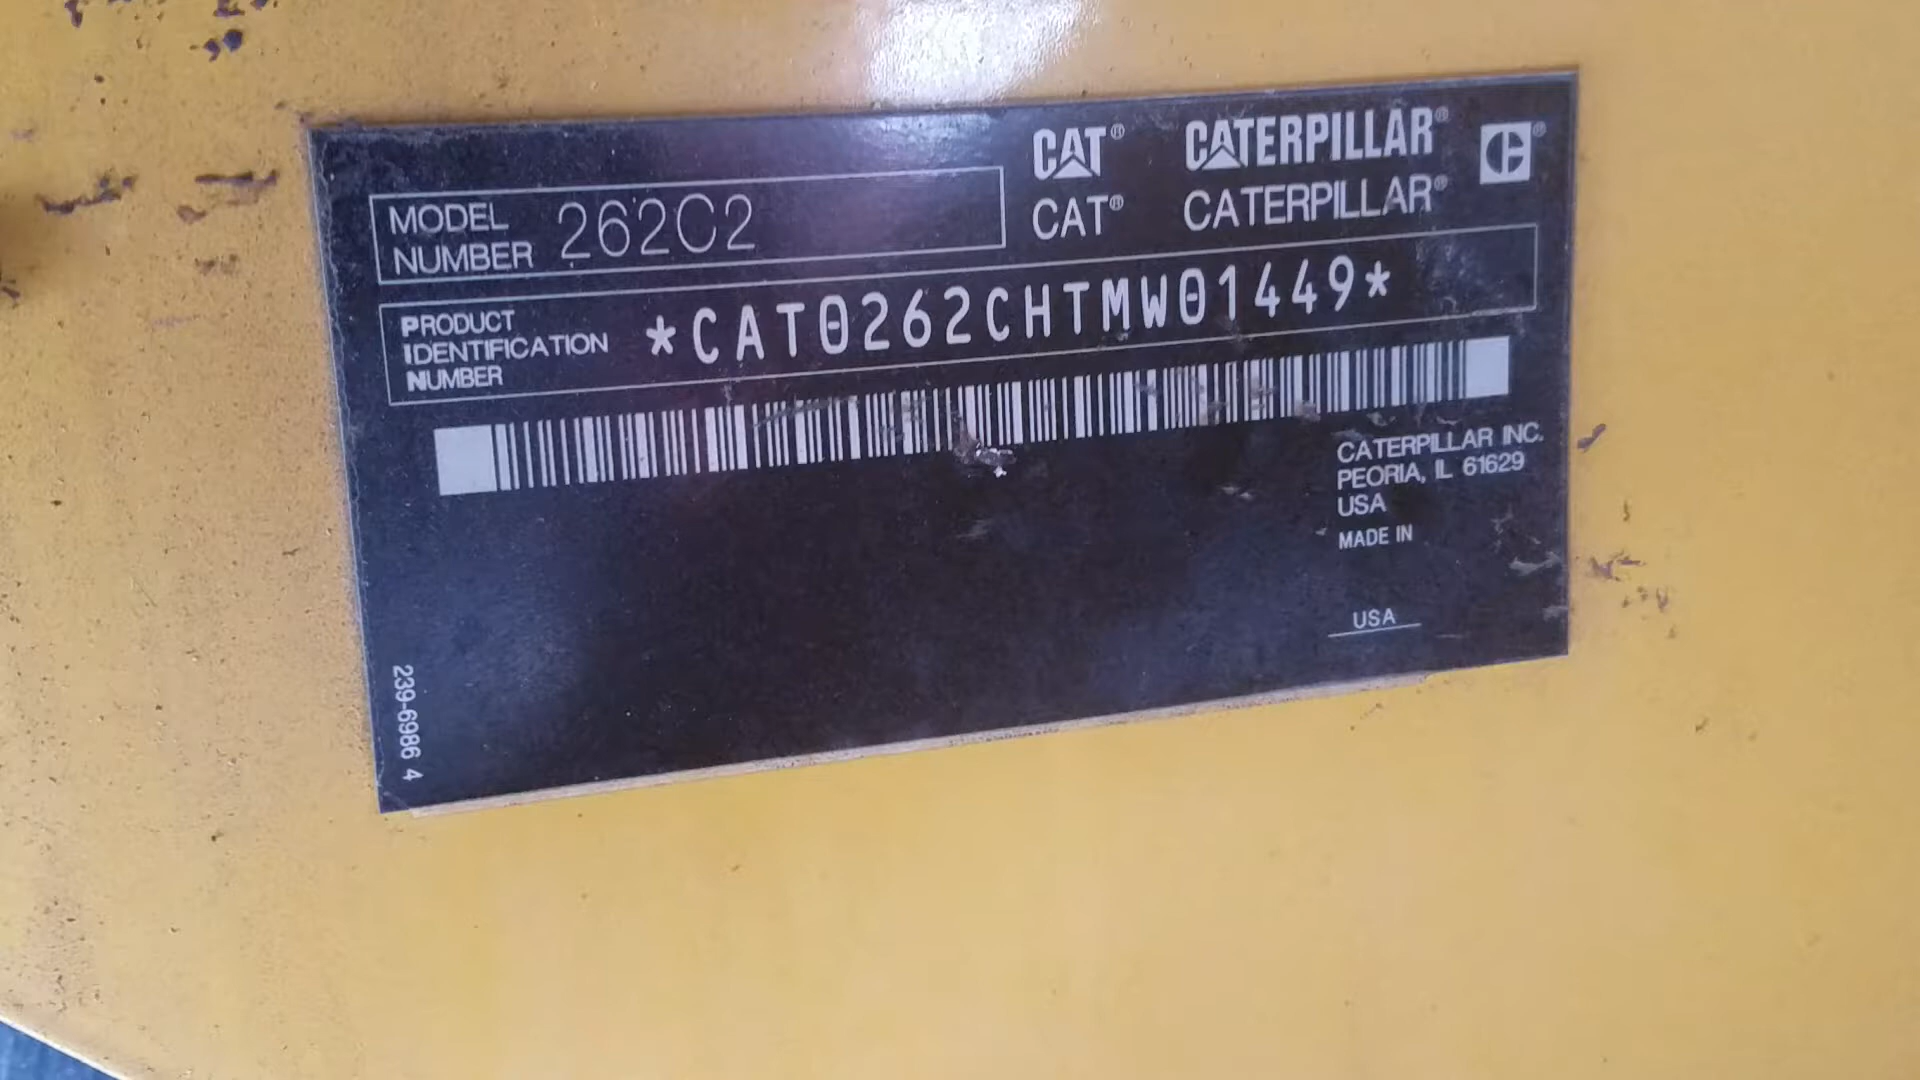 CAT® CATERPILLAR®
MODEL NUMBER 262C2
CAT® CATERPILLAR®
PRODUCT IDENTIFICATION NUMBER *CAT0262CHTMW01449*
CATERPILLAR INC.
PEORIA, IL 61629
USA
MADE IN
USA
239-6986 4